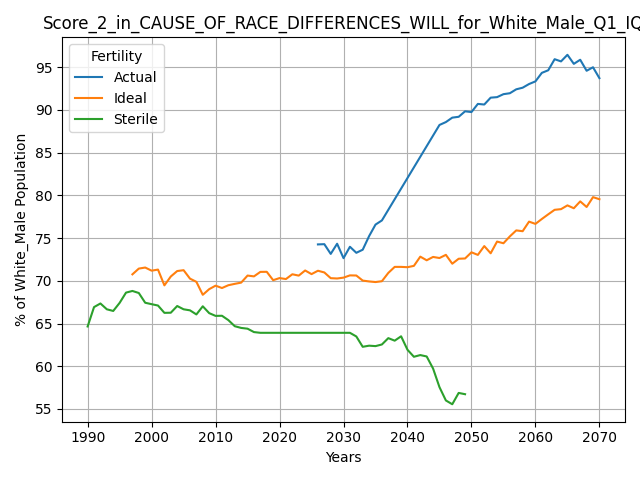 Score_2_in_CAUSE_OF_RACE_DIFFERENCES_WILL_for_White_Male_Q1_IQ
Fertility
Actual
Ideal
Sterile
% of White_Male Population
95
90
85
80
75
70
65
60
55
1990 2000 2010 2020 2030 2040 2050 2060 2070
Years